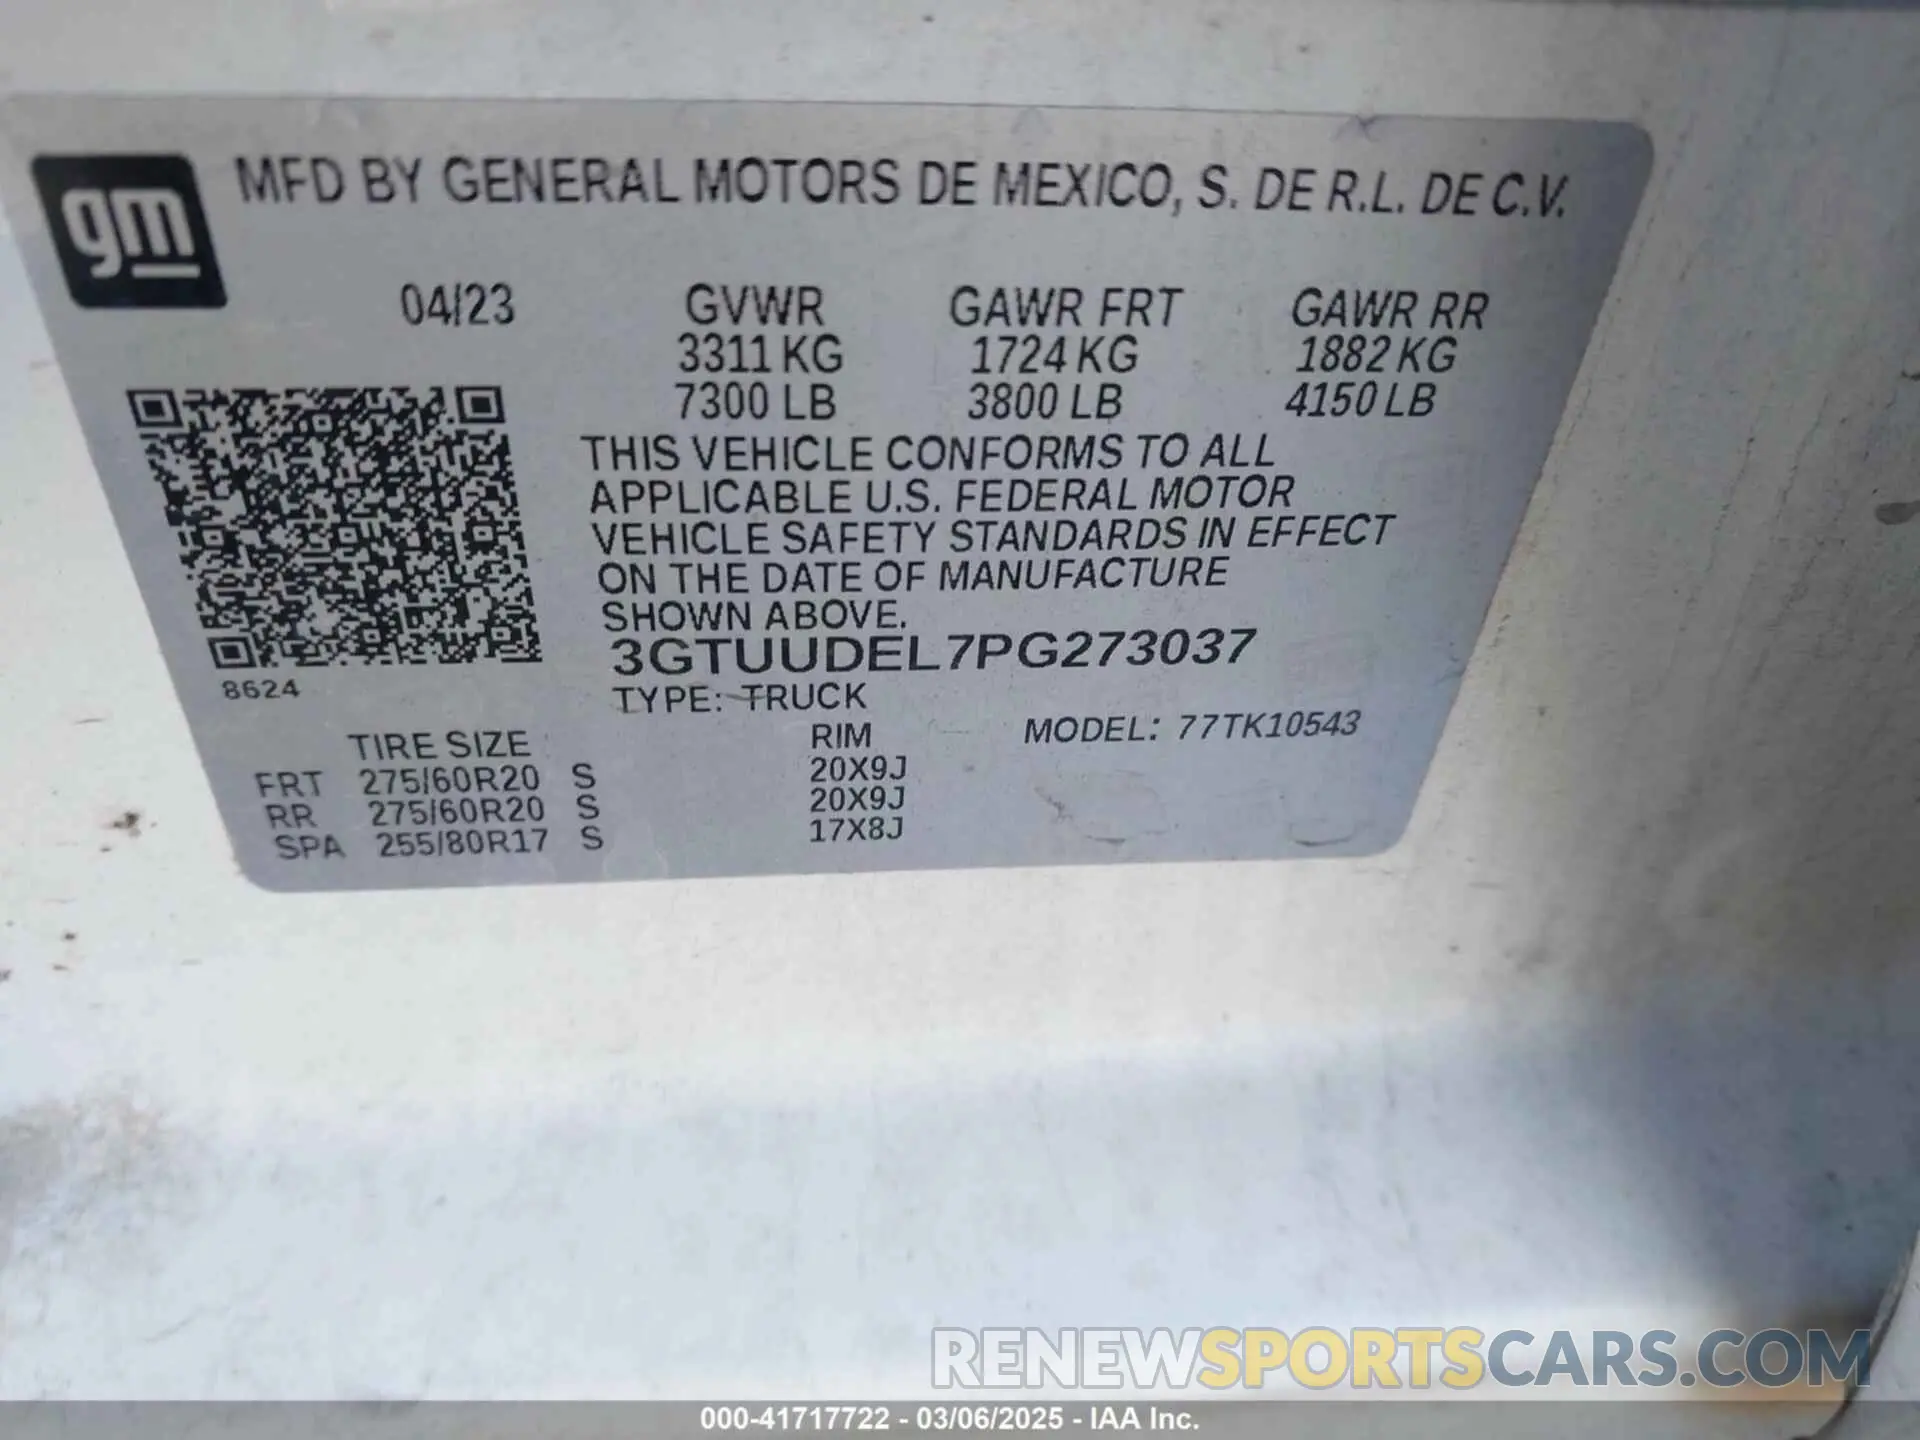 gm
MFD BY GENERAL MOTORS DE MEXICO, S. DE R.L. DE C.V.
04/23 GVWR GAWR FRT GAWR RR
3311 KG 1724 KG 1882 KG
7300 LB 3800 LB 4150 LB
THIS VEHICLE CONFORMS TO ALL
APPLICABLE U.S. FEDERAL MOTOR
VEHICLE SAFETY STANDARDS IN EFFECT
ON THE DATE OF MANUFACTURE
SHOWN ABOVE.
3GTUUDEL7PG273037
8624
TYPE: TRUCK
MODEL: 77TK10543
TIRE SIZE RIM
FRT 275/60R20 S 20X9J
RR 275/60R20 S 20X9J
SPA 255/80R17 S 17X8J
RENEWSPORTSCARS.COM
000-41717722 - 03/06/2025 - IAA Inc.